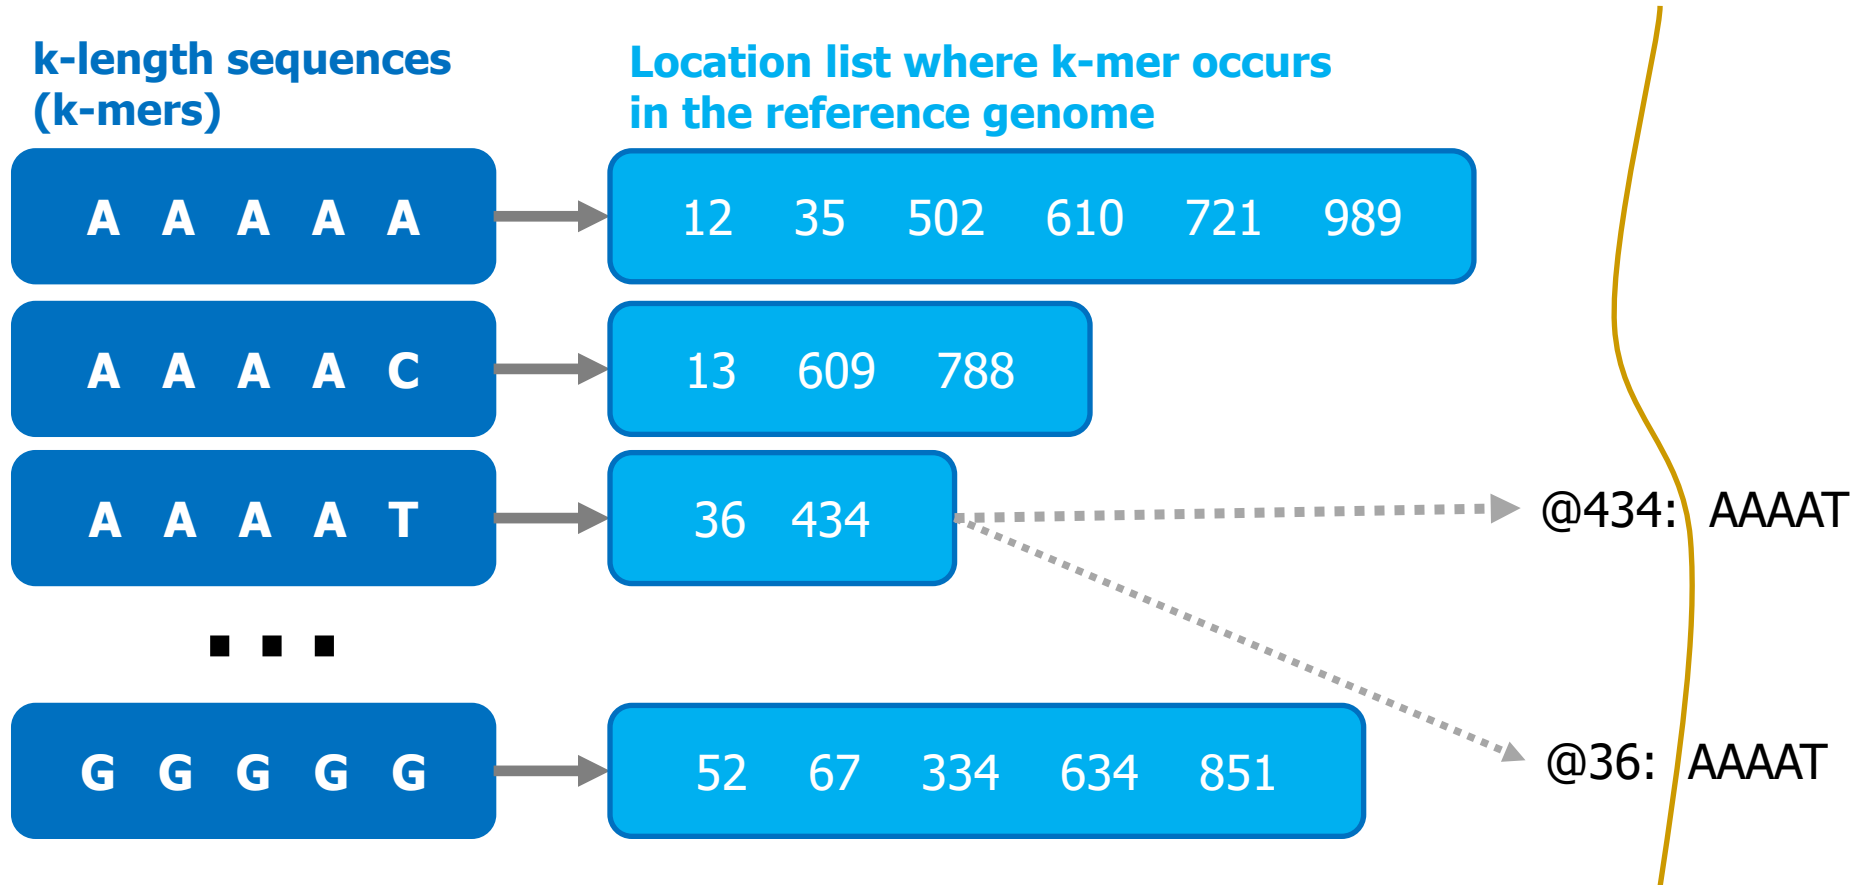 k-length sequences
(k-mers)
Location list where k-mer occurs
in the reference genome
A A A A A
12 35 502 610 721 989
A A A A C
13 609 788
A A A A T
36 434
@434: AAAAT
...
G G G G G
52 67 334 634 851
@36: AAAAT